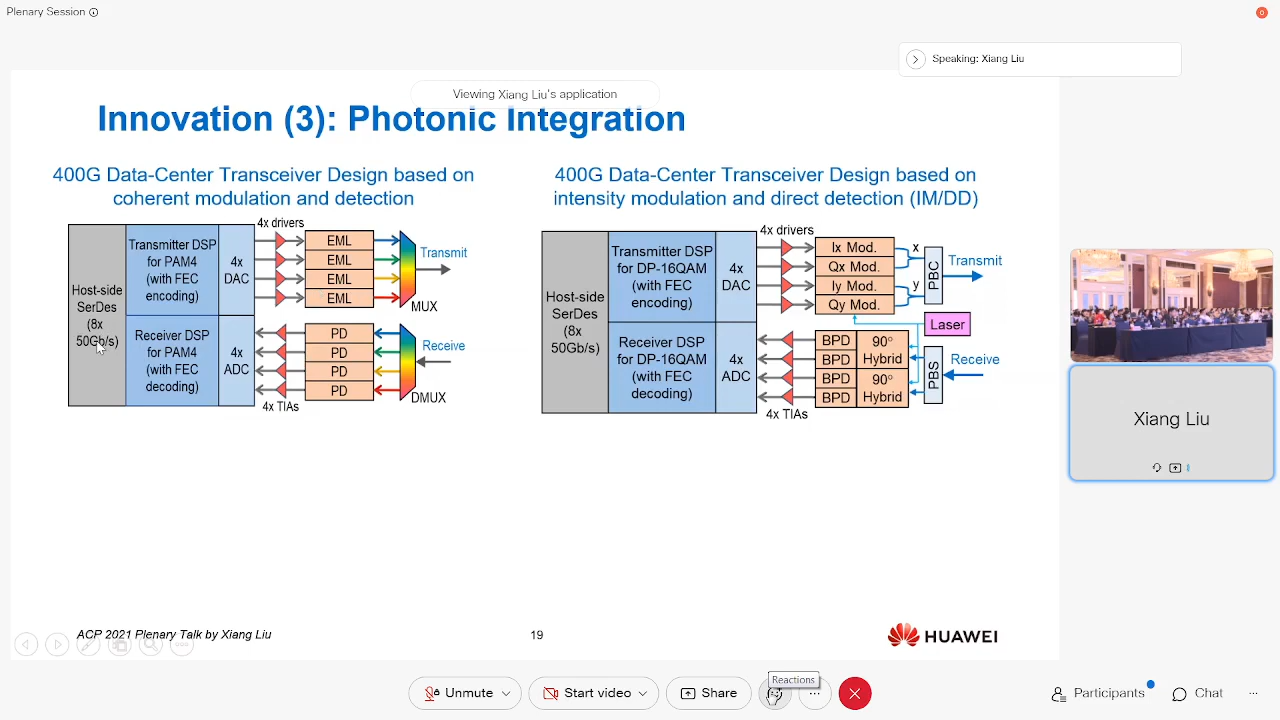 Plenary Session
Speaking: Xiang Liu
Viewing Xiang Liu's application
Innovation (3): Photonic Integration
400G Data-Center Transceiver Design based on
coherent modulation and detection
4x drivers
Host-side
SerDes
(8x
50Gb/s)
Transmitter DSP
for PAM4
(with FEC
encoding)
4x
DAC
EML
EML
EML
EML
Transmit
MUX
Receiver DSP
for PAM4
(with FEC
decoding)
4x
ADC
PD
PD
PD
PD
Receive
DMUX
4x TIAs
400G Data-Center Transceiver Design based on
intensity modulation and direct detection (IM/DD)
4x drivers
Host-side
SerDes
(8x
50Gb/s)
Transmitter DSP
for DP-16QAM
(with FEC
encoding)
4x
DAC
Ix Mod.
Qx Mod.
Iy Mod.
Qy Mod.
x
y
PBC
Transmit
Laser
Receiver DSP
for DP-16QAM
(with FEC
decoding)
4x
ADC
BPD
BPD
BPD
BPD
90°
Hybrid
90°
Hybrid
PBS
Receive
4x TIAs
Xiang Liu
ACP 2021 Plenary Talk by Xiang Liu
19
HUAWEI
Reactions
Unmute
Start video
Share
Participants
Chat